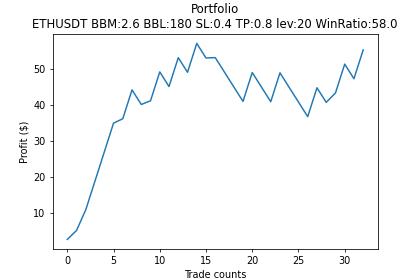 Portfolio
ETHUSDT BBM:2.6 BBL:180 SL:0.4 TP:0.8 lev:20 WinRatio:58.0
50
40
30
20
10
Profit ($)
0 5 10 15 20 25 30
Trade counts